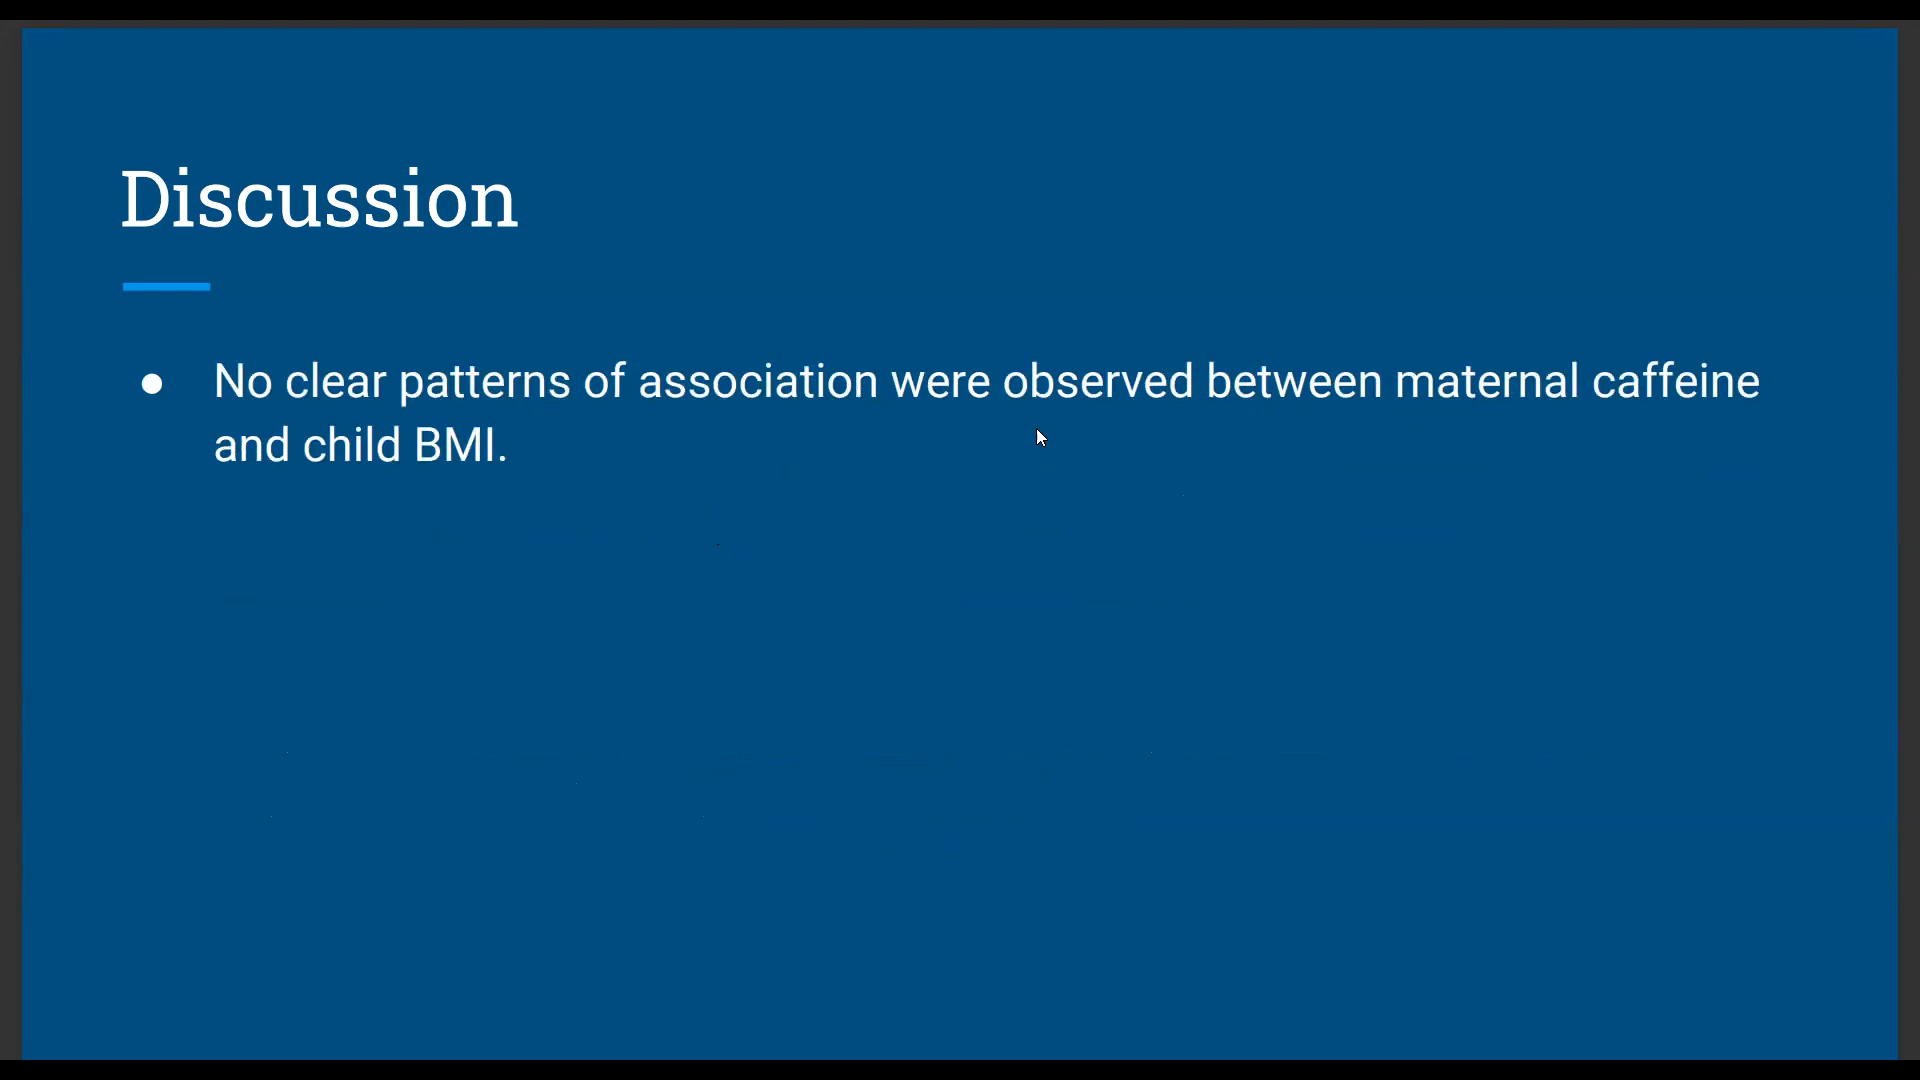 Discussion
● No clear patterns of association were observed between maternal caffeine
and child BMI.